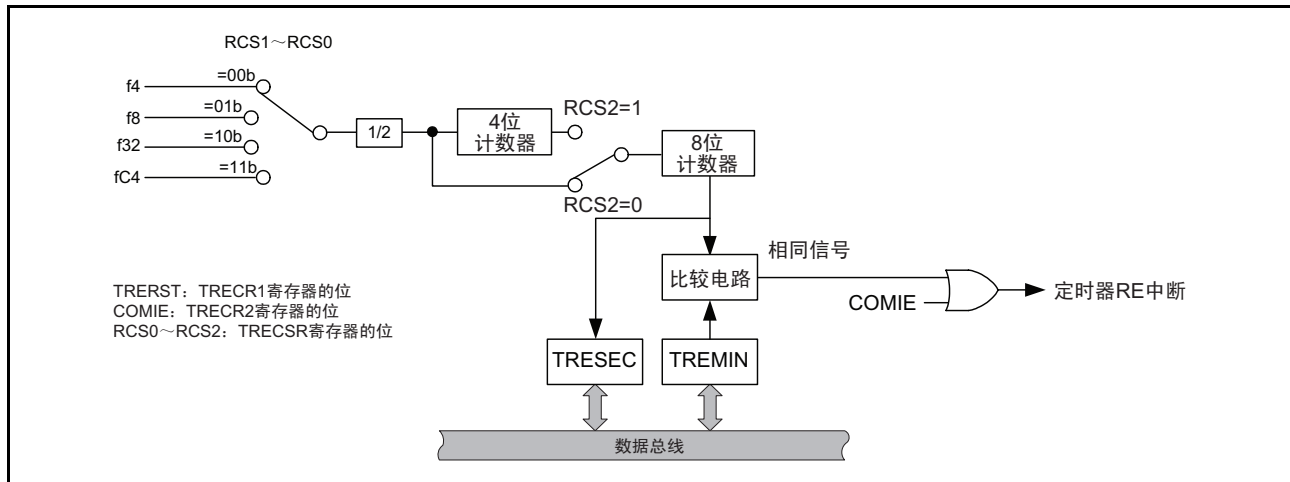 RCS1～RCS0
f4
=00b
f8
=01b
f32
=10b
fC4
=11b
1/2
4位
计数器
RCS2=1
RCS2=0
8位
计数器
相同信号
比较电路
COMIE
定时器RE中断
TRERST：TRECR1寄存器的位
COMIE：TRECR2寄存器的位
RCS0～RCS2：TRECSR寄存器的位
TRESEC
TREMIN
数据总线